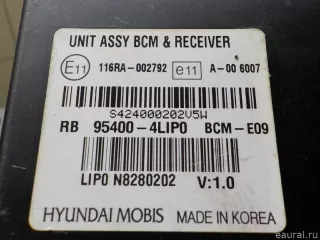 UNIT ASSY BCM & RECEIVER
E11 116RA-002792 e11 A-00 6007
S424000202V5W
RB 95400-4LIP0 BCM-E09
LIP0 N8280202 V:1.0
HYUNDAI MOBIS MADE IN KOREA
eaural.ru